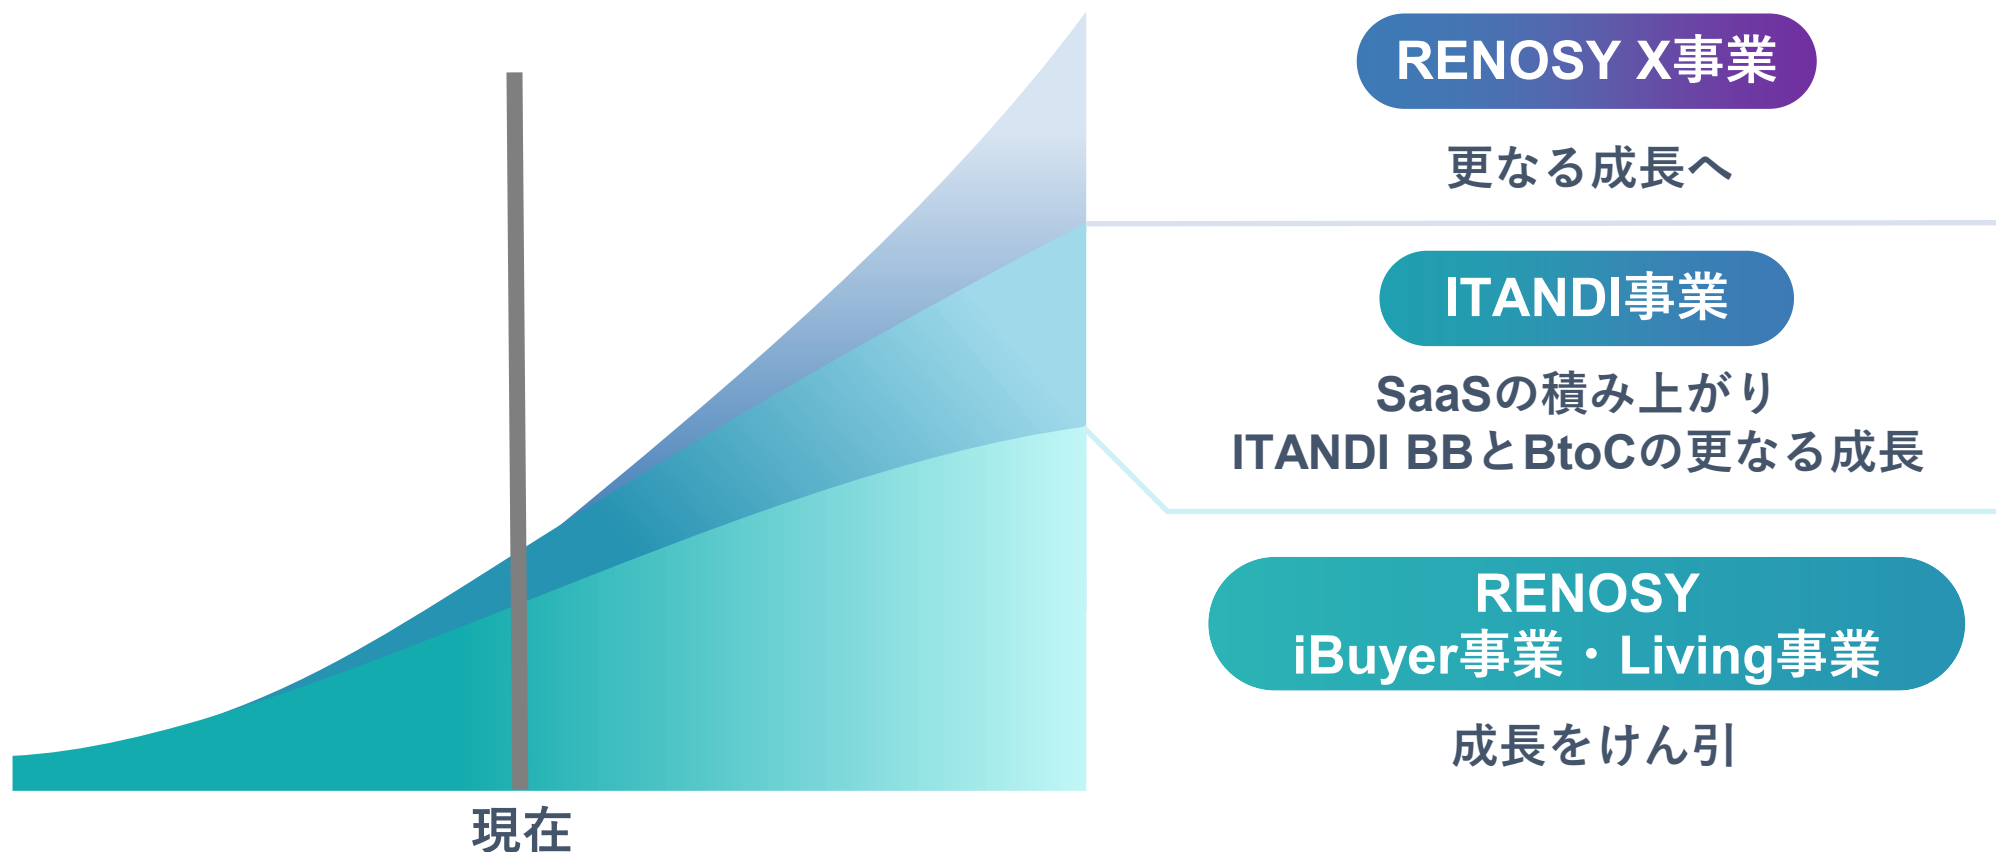 RENOSY X事業
更なる成長へ
ITANDI事業
SaaSの積み上がり
ITANDI BBとBtoCの更なる成長
RENOSY
iBuyer事業・Living事業
成長をけん引
現在